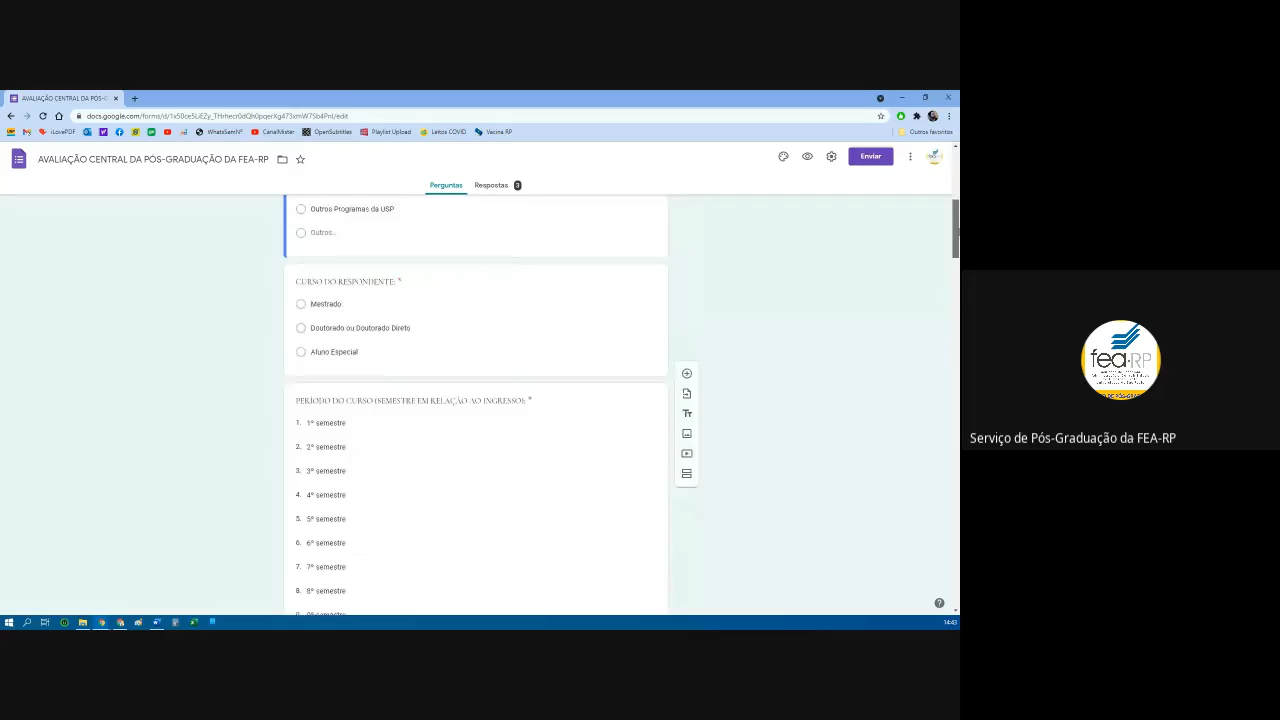 AVALIAÇÃO CENTRAL DA PÓS-G
docs.google.com/forms/d/
iLovePDF
WhatsSemNº
CanalMister
OpenSubtitles
Playlist Upload
Leitos COVID
Vacina RP
Outros favoritos
AVALIAÇÃO CENTRAL DA PÓS-GRADUAÇÃO DA FEA-RP
Enviar
Perguntas
Respostas 3
Outros Programas da USP
Outros...
CURSO DO RESPONDENTE: *
Mestrado
Doutorado ou Doutorado Direto
Aluno Especial
PERÍODO DO CURSO (SEMESTRE EM RELAÇÃO AO INGRESSO): *
1. 1º semestre
2. 2º semestre
3. 3º semestre
4. 4º semestre
5. 5º semestre
6. 6º semestre
7. 7º semestre
8. 8º semestre
9. 9º semestre
14:43
fea-RP
Serviço de Pós-Graduação da FEA-RP